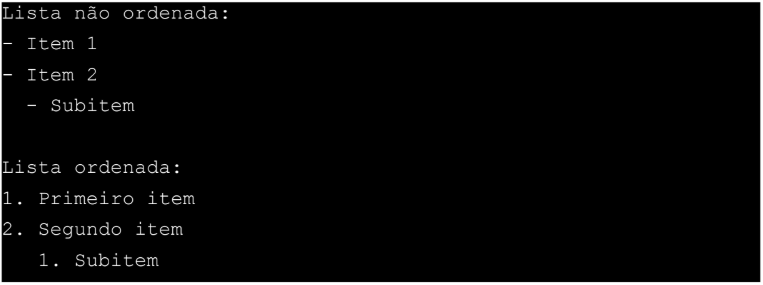 Lista não ordenada:
- Item 1
- Item 2
  - Subitem

Lista ordenada:
1. Primeiro item
2. Segundo item
   1. Subitem